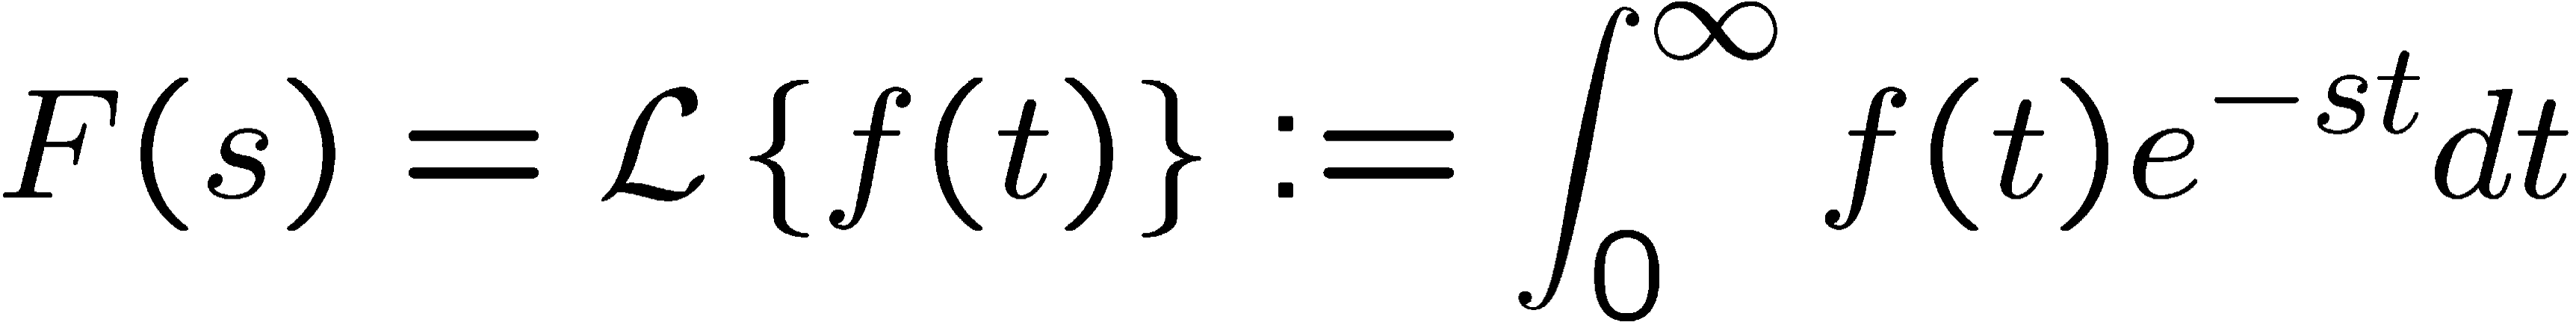 F(s) = ℒ{f(t)} := ∫₀^∞ f(t)e^{-st}dt